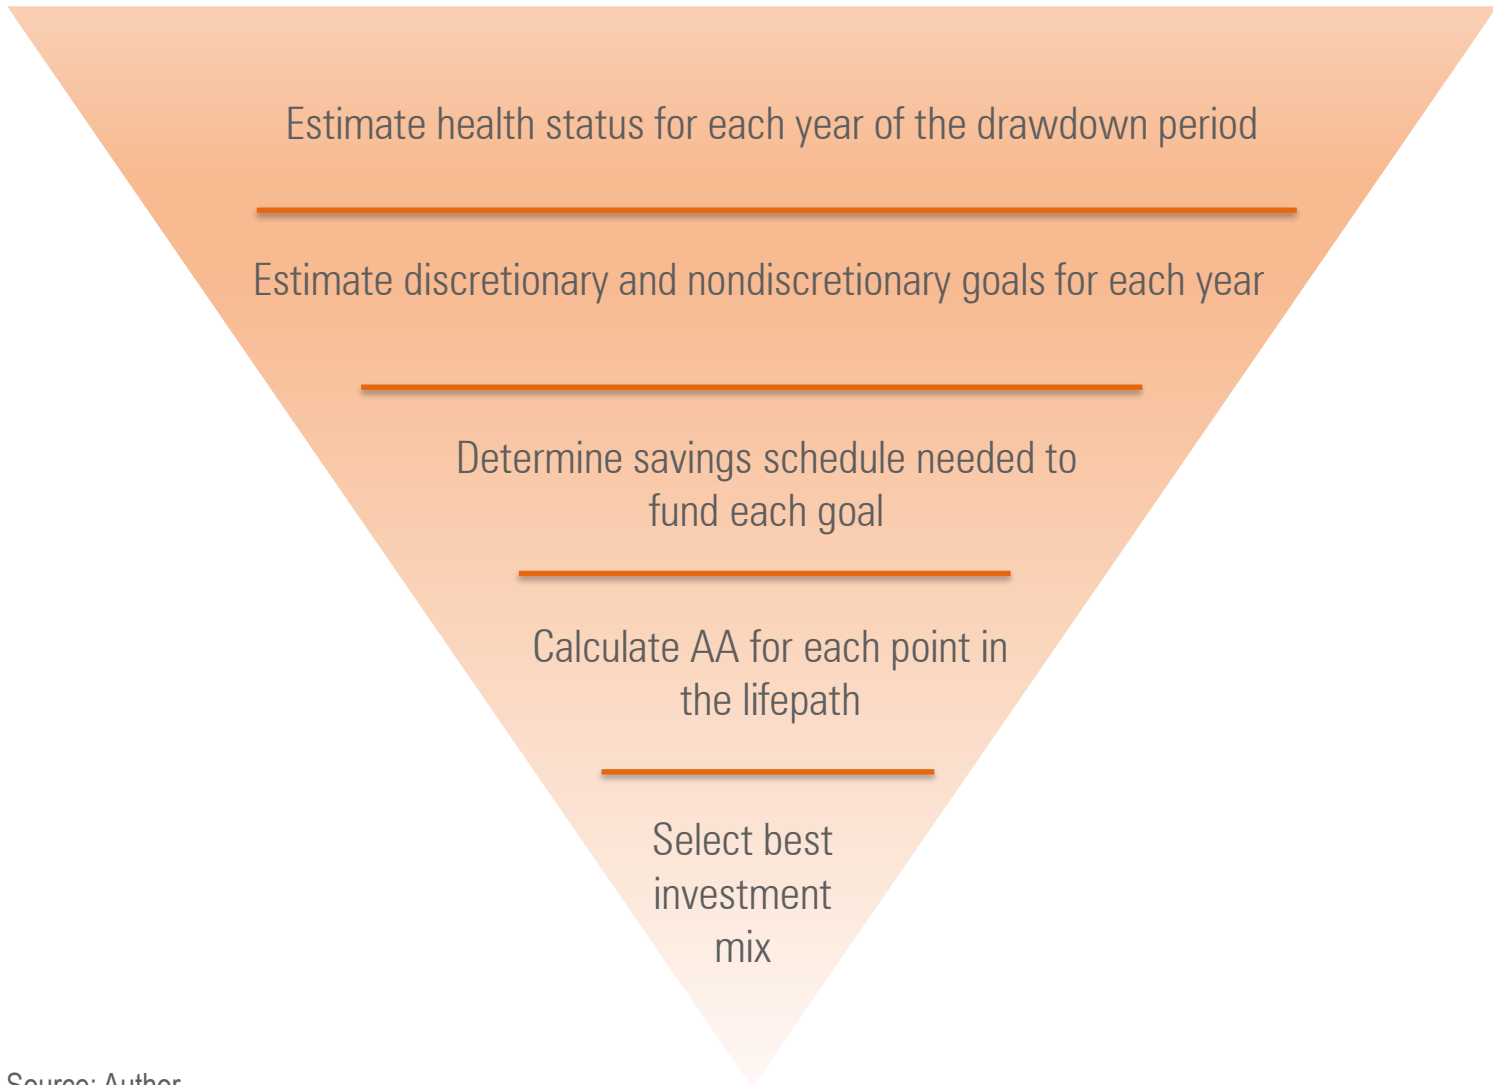 Estimate health status for each year of the drawdown period
Estimate discretionary and nondiscretionary goals for each year
Determine savings schedule needed to
fund each goal
Calculate AA for each point in
the lifepath
Select best
investment
mix
Source: Author